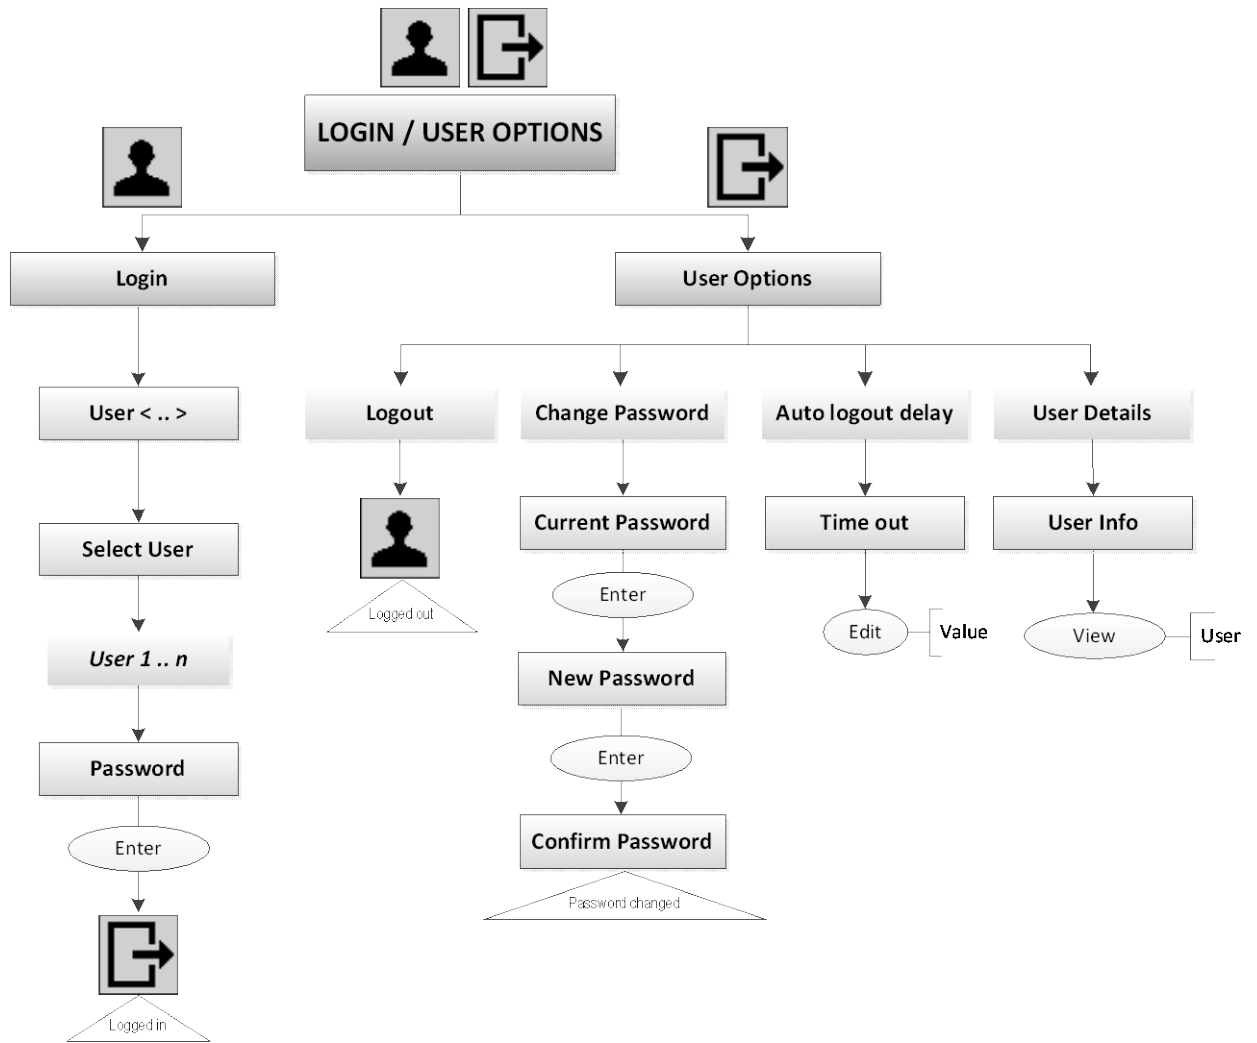 LOGIN / USER OPTIONS
Login
User Options
User < .. >
Logout
Change Password
Auto logout delay
User Details
Select User
Current Password
Time out
User Info
Enter
Logged out
Edit
Value
View
User
User 1 .. n
New Password
Password
Enter
Enter
Confirm Password
Password changed
Logged in